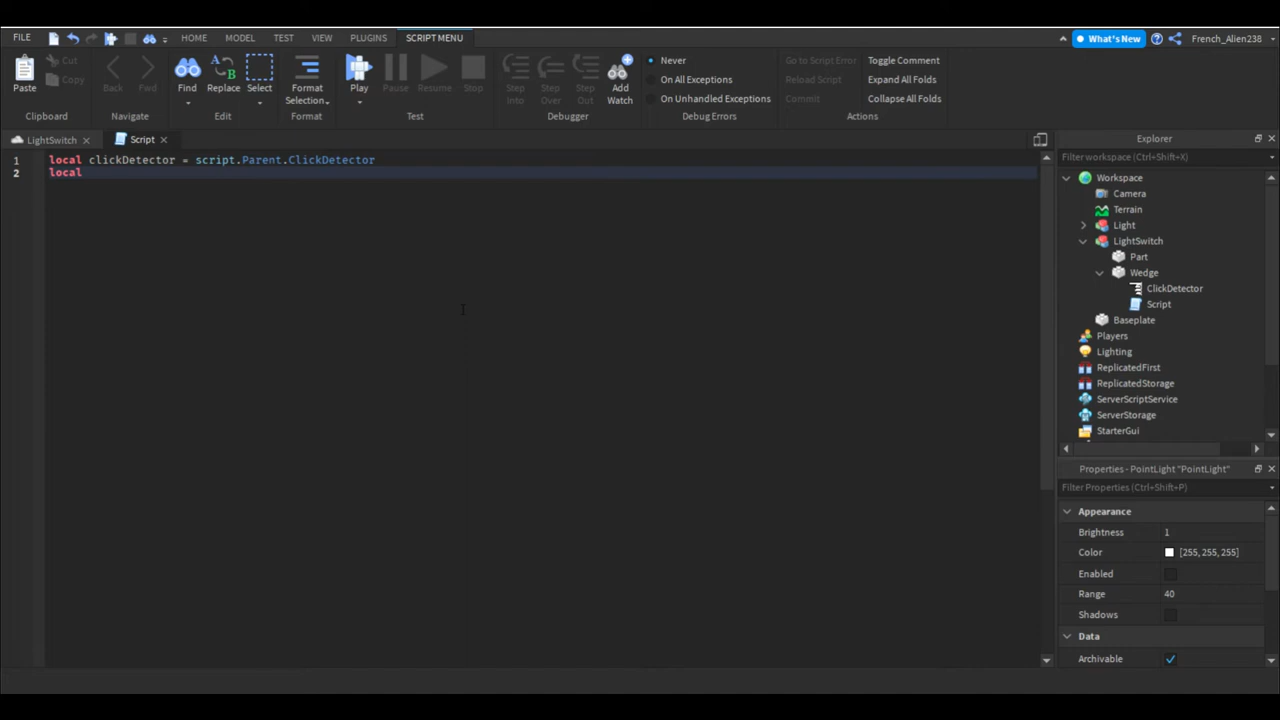 FILE HOME MODEL TEST VIEW PLUGINS SCRIPT MENU What's New French_Alien238
Paste Cut Copy Back Fwd Find Replace Select Format Selection Play Pause Resume Stop Step Into Step Over Step Out Add Watch Never On All Exceptions On Unhandled Exceptions Go to Script Error Reload Script Commit Toggle Comment Expand All Folds Collapse All Folds
Clipboard Navigate Edit Format Test Debugger Debug Errors Actions
LightSwitch Script
1 local clickDetector = script.Parent.ClickDetector
2 local
Explorer
Filter workspace (Ctrl+Shift+X)
Workspace
Camera
Terrain
Light
LightSwitch
Part
Wedge
ClickDetector
Script
Baseplate
Players
Lighting
ReplicatedFirst
ReplicatedStorage
ServerScriptService
ServerStorage
StarterGui
Properties - PointLight "PointLight"
Filter Properties (Ctrl+Shift+P)
Appearance
Brightness 1
Color [255, 255, 255]
Enabled
Range 40
Shadows
Data
Archivable